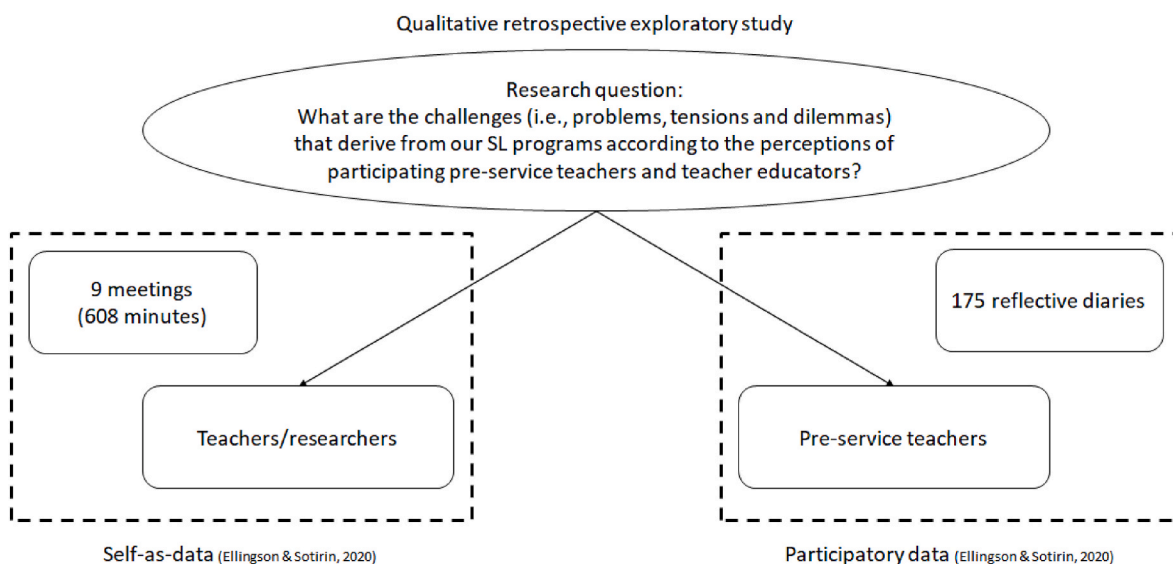 Qualitative retrospective exploratory study
Research question:
What are the challenges (i.e., problems, tensions and dilemmas)
that derive from our SL programs according to the perceptions of
participating pre-service teachers and teacher educators?
9 meetings
(608 minutes)
175 reflective diaries
Teachers/researchers
Pre-service teachers
Self-as-data (Ellingson & Sotirin, 2020)
Participatory data (Ellingson & Sotirin, 2020)